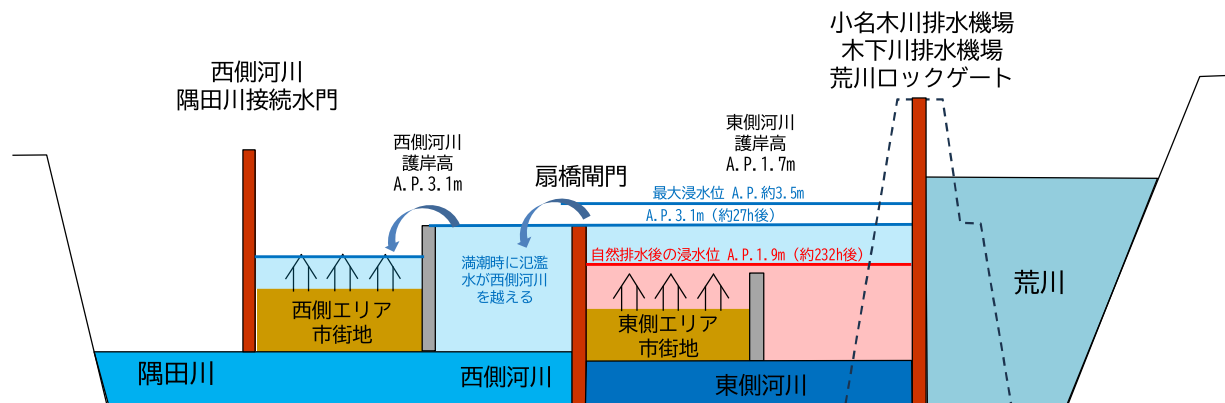 小名木川排水機場
木下川排水機場
荒川ロックゲート
西側河川
隅田川接続水門
西側河川
護岸高
A.P.3.1m
東側河川
護岸高
A.P.1.7m
扇橋閘門
最大浸水位 A.P.約3.5m
A.P.3.1m（約27h後）
自然排水後の浸水位 A.P.1.9m（約232h後）
満潮時に氾濫
水が西側河川
を越える
西側エリア
市街地
東側エリア
市街地
荒川
隅田川
西側河川
東側河川